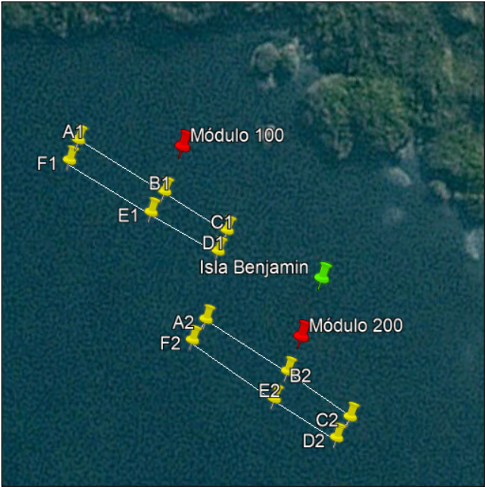 A1
Módulo 100
F1
B1
E1
C1
D1
Isla Benjamin
A2
Módulo 200
F2
B2
E2
C2
D2